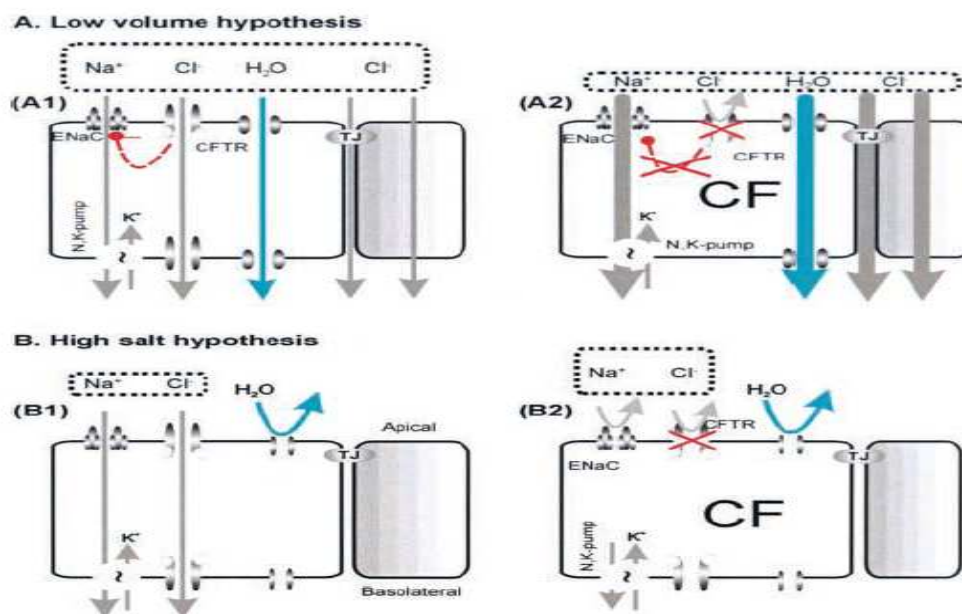 A. Low volume hypothesis
Na⁺ Cl⁻ H₂O Cl⁻
(A1)
ENaC
CFTR
TJ
N,K-pump
K⁺
~
Na⁺ Cl⁻ H₂O Cl⁻
(A2)
ENaC
CFTR
TJ
CF
K⁺
N,K-pump
~
B. High salt hypothesis
Na⁺ Cl⁻
H₂O
(B1)
Apical
TJ
K⁺
~
Basolateral
Na⁺ Cl⁻
H₂O
(B2)
CFTR
ENaC
TJ
CF
N,K-pump
K⁺
~